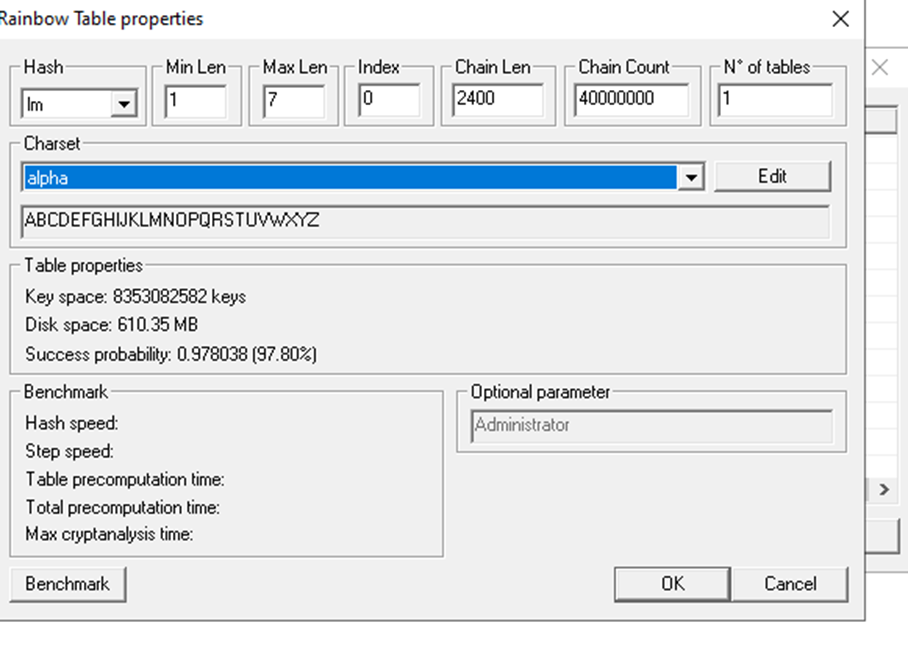 Rainbow Table properties
Hash Min Len Max Len Index Chain Len Chain Count N° of tables
lm 1 7 0 2400 40000000 1
Charset
alpha Edit
ABCDEFGHIJKLMNOPQRSTUVWXYZ
Table properties
Key space: 8353082582 keys
Disk space: 610.35 MB
Success probability: 0.978038 (97.80%)
Benchmark Optional parameter
Hash speed: Administrator
Step speed:
Table precomputation time:
Total precomputation time:
Max cryptanalysis time:
Benchmark OK Cancel